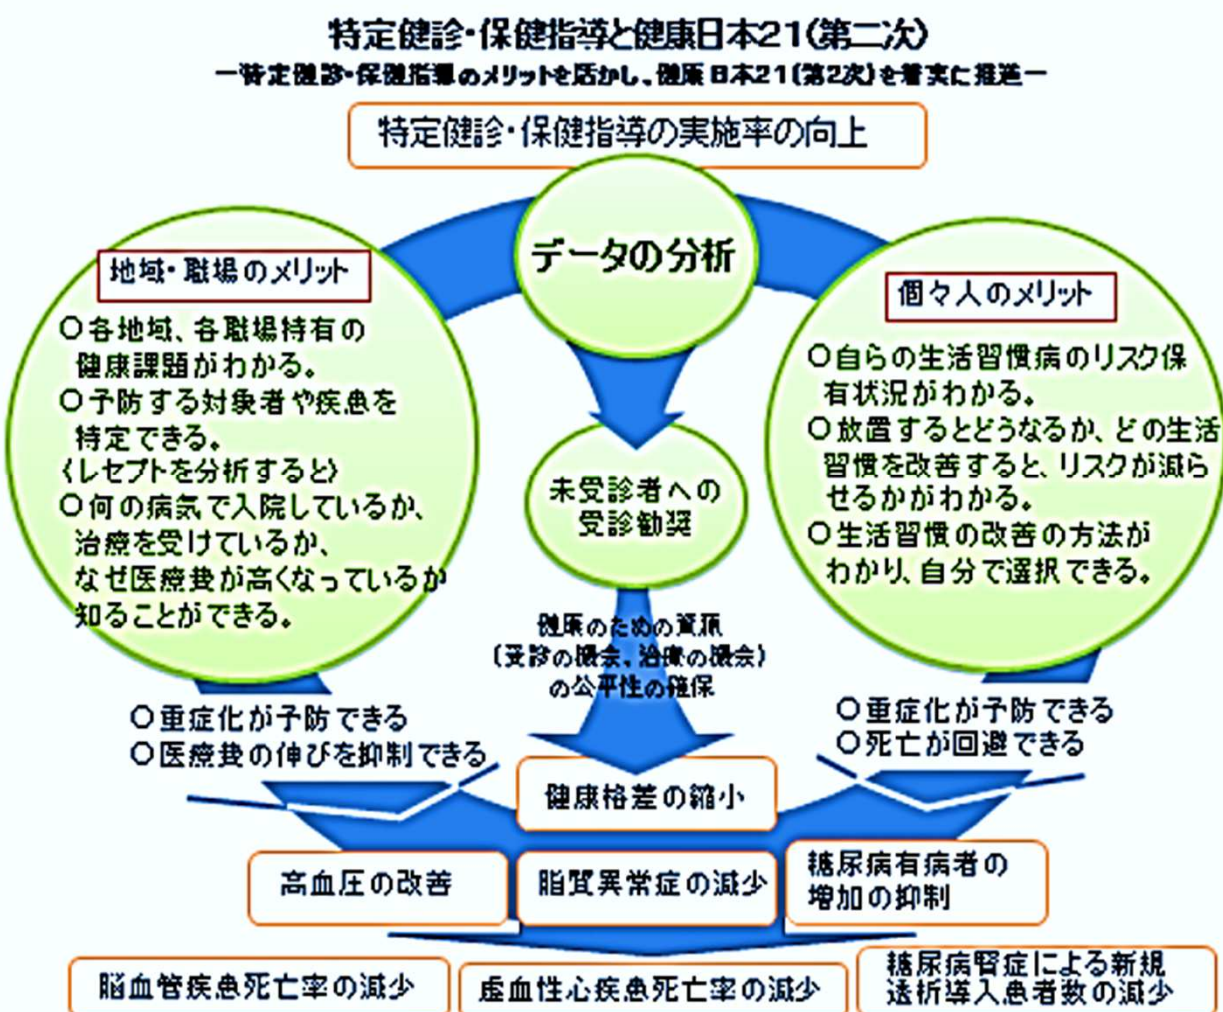 特定健診・保健指導と健康日本21(第二次)
ー特定健診・保健指導のメリットを活かし、健康日本21(第2次)を着実に推進ー
特定健診・保健指導の実施率の向上
データの分析
地域・職場のメリット
○各地域、各職場特有の
健康課題がわかる。
○予防する対象者や疾患を
特定できる。
〈レセプトを分析すると〉
○何の病気で入院しているか、
治療を受けているか、
なぜ医療費が高くなっているか
知ることができる。
個々人のメリット
○自らの生活習慣病のリスク保
有状況がわかる。
○放置するとどうなるか、どの生活
習慣を改善すると、リスクが減ら
せるかがわかる。
○生活習慣の改善の方法が
わかり、自分で選択できる。
未受診者への
受診勧奨
健康のための資源
(受診の機会、治療の機会)
の公平性の確保
○重症化が予防できる
○医療費の伸びを抑制できる
○重症化が予防できる
○死亡が回避できる
健康格差の縮小
高血圧の改善
脂質異常症の減少
糖尿病有病者の
増加の抑制
脳血管疾患死亡率の減少
虚血性心疾患死亡率の減少
糖尿病腎症による新規
透析導入患者数の減少